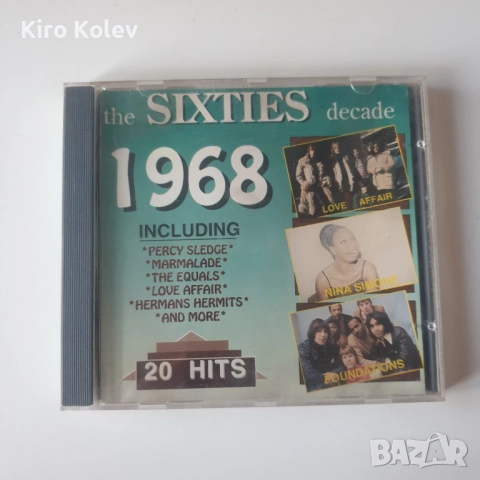 Kiro Kolev
the SIXTIES decade
1968
LOVE AFFAIR
INCLUDING
*PERCY SLEDGE*
*MARMALADE*
*THE EQUALS*
*LOVE AFFAIR*
*HERMANS HERMITS*
*AND MORE*
NINA SIMONE
20 HITS
FOUNDATIONS
BAZAR